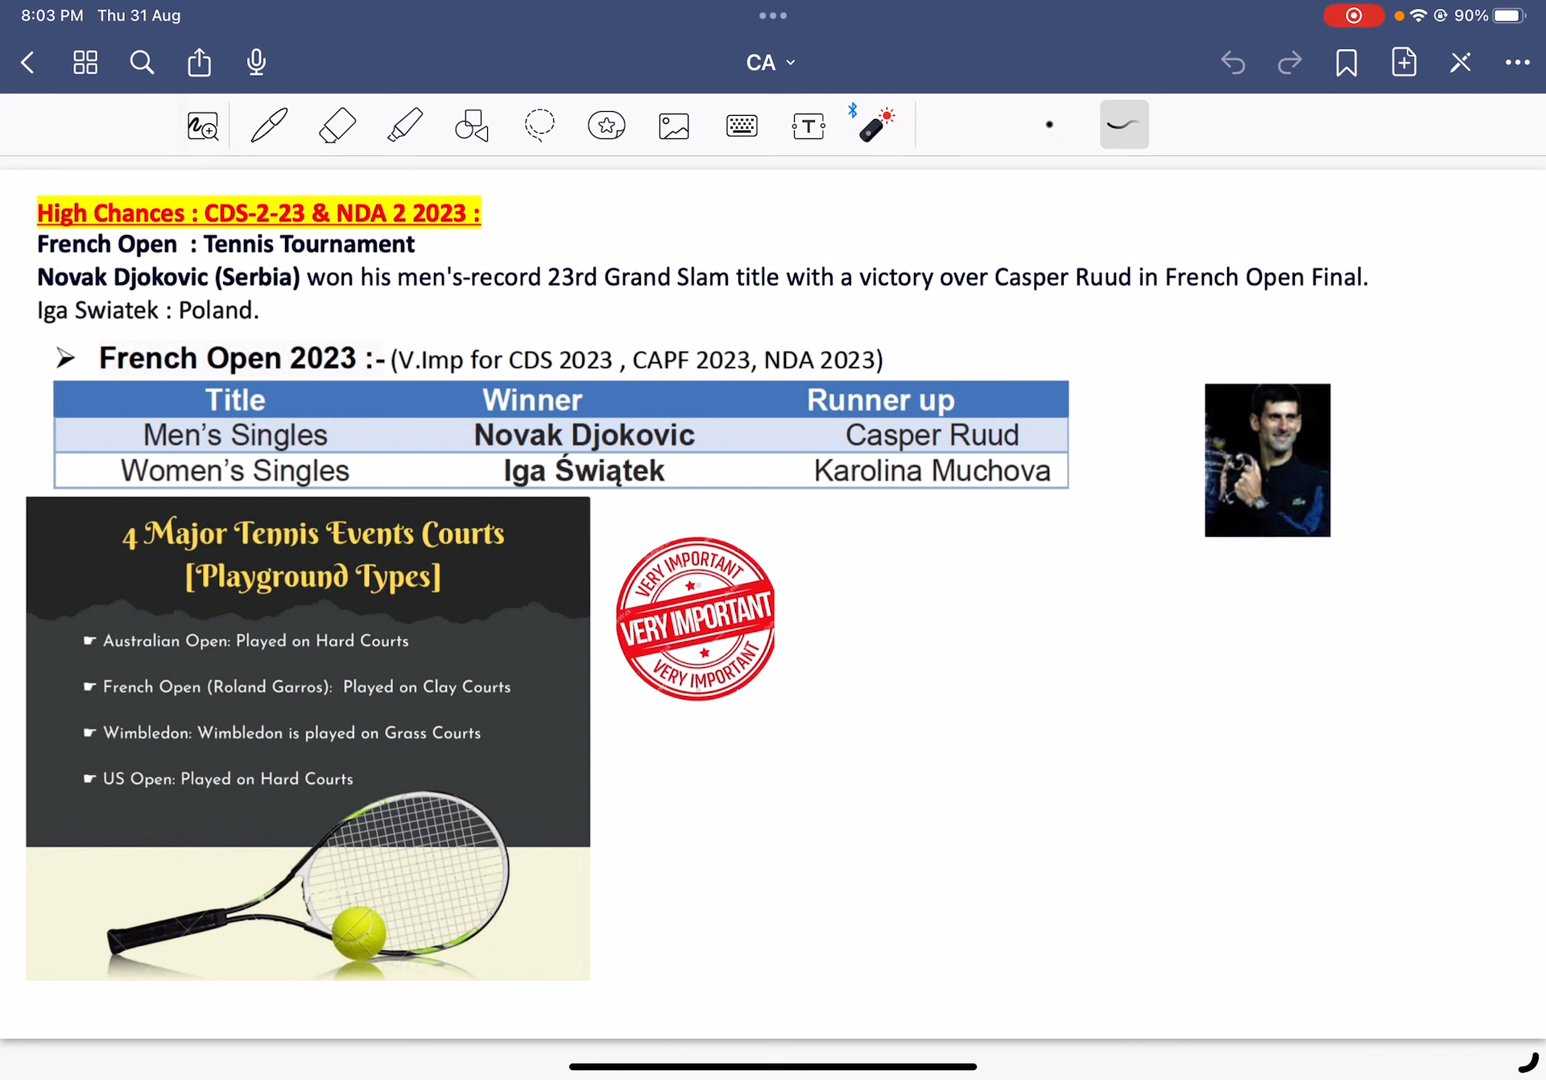 8:03 PM Thu 31 Aug
90%
CA
T
High Chances : CDS-2-23 & NDA 2 2023 :
French Open : Tennis Tournament
Novak Djokovic (Serbia) won his men's-record 23rd Grand Slam title with a victory over Casper Ruud in French Open Final.
Iga Swiatek : Poland.
➢ French Open 2023 :- (V.Imp for CDS 2023 , CAPF 2023, NDA 2023)
Title Winner Runner up
Men's Singles Novak Djokovic Casper Ruud
Women's Singles Iga Świątek Karolina Muchova
4 Major Tennis Events Courts
[Playground Types]
☛ Australian Open: Played on Hard Courts
☛ French Open (Roland Garros): Played on Clay Courts
☛ Wimbledon: Wimbledon is played on Grass Courts
☛ US Open: Played on Hard Courts
VERY IMPORTANT
VERY IMPORTANT
VERY IMPORTANT